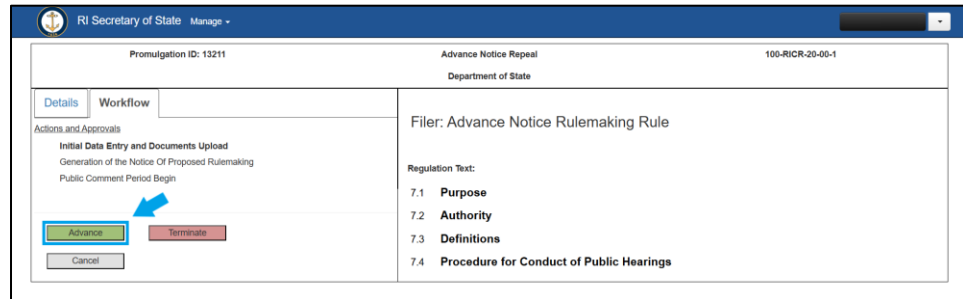 RI Secretary of State Manage
Promulgation ID: 13211 Advance Notice Repeal 100-RICR-20-00-1
Department of State
Details Workflow
Actions and Approvals
Initial Data Entry and Documents Upload
Generation of the Notice Of Proposed Rulemaking
Public Comment Period Begin
Advance Terminate
Cancel
Filer: Advance Notice Rulemaking Rule
Regulation Text:
7.1 Purpose
7.2 Authority
7.3 Definitions
7.4 Procedure for Conduct of Public Hearings